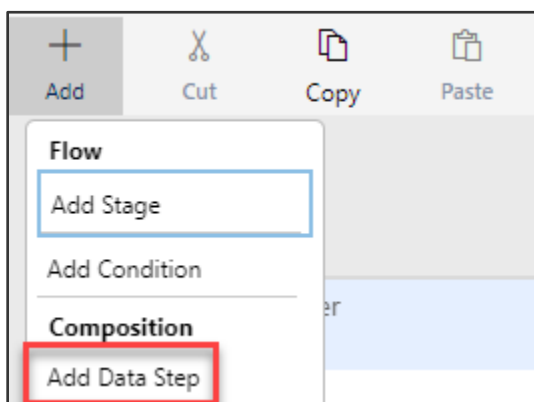 Add Cut Copy Paste
Flow
Add Stage
Add Condition
Composition
Add Data Step